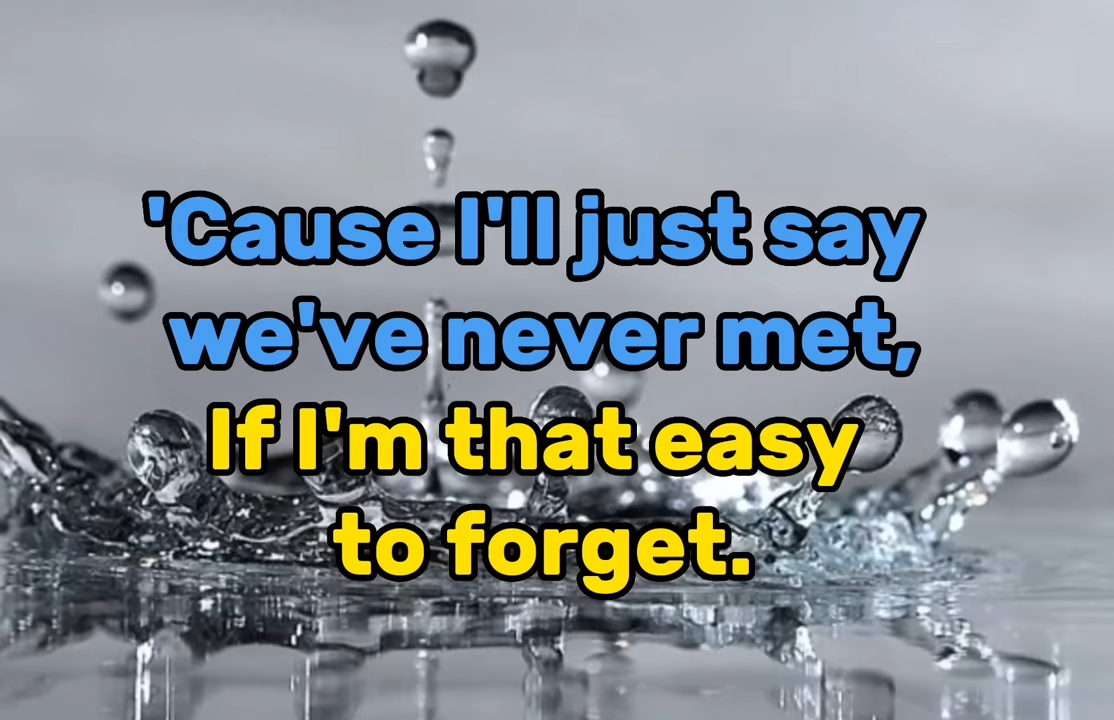 'Cause I'll just say
we've never met,
If I'm that easy
to forget.